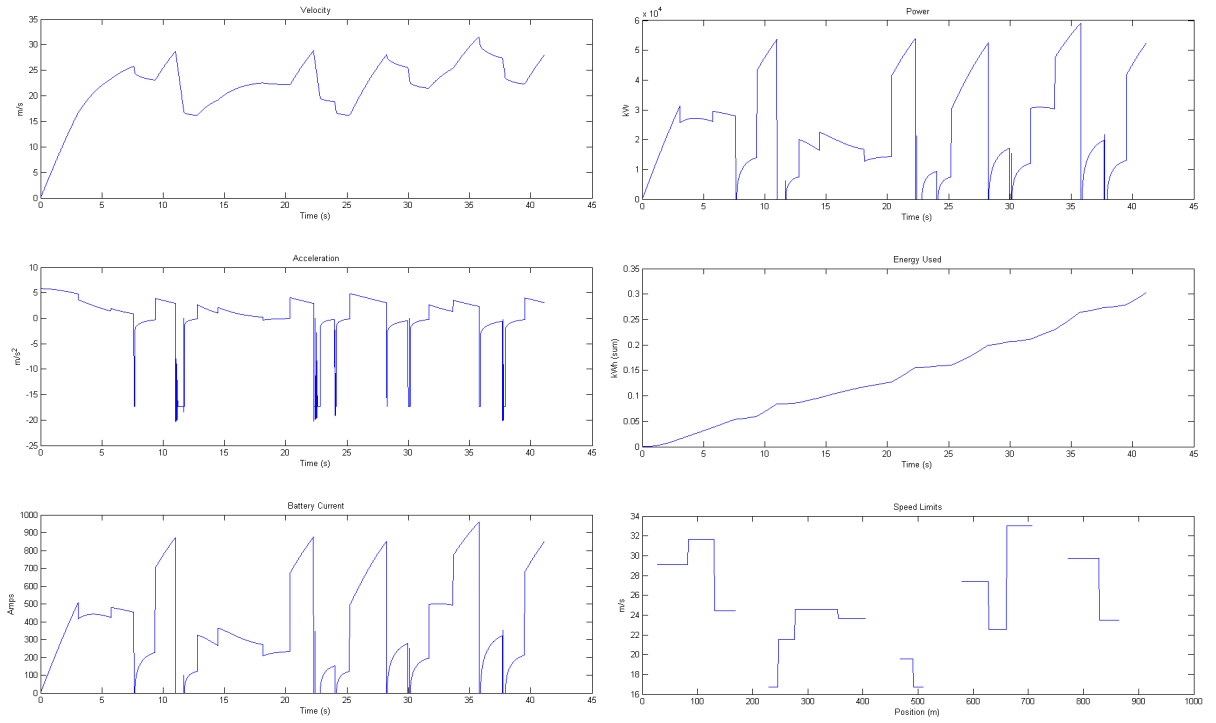 Velocity
35
30
25
20
15
10
5
0
m/s
0 5 10 15 20 25 30 35 40 45
Time (s)
Power
x 10^4
6
5
4
3
2
1
0
kW
0 5 10 15 20 25 30 35 40 45
Time (s)
Acceleration
10
5
0
-5
-10
-15
-20
-25
m/s^2
0 5 10 15 20 25 30 35 40 45
Time (s)
Energy Used
0.35
0.3
0.25
0.2
0.15
0.1
0.05
0
kWh (sum)
0 5 10 15 20 25 30 35 40 45
Time (s)
Battery Current
1000
900
800
700
600
500
400
300
200
100
0
Amps
0 5 10 15 20 25 30 35 40 45
Time (s)
Speed Limits
34
32
30
28
26
24
22
20
18
16
m/s
0 100 200 300 400 500 600 700 800 900 1000
Position (m)